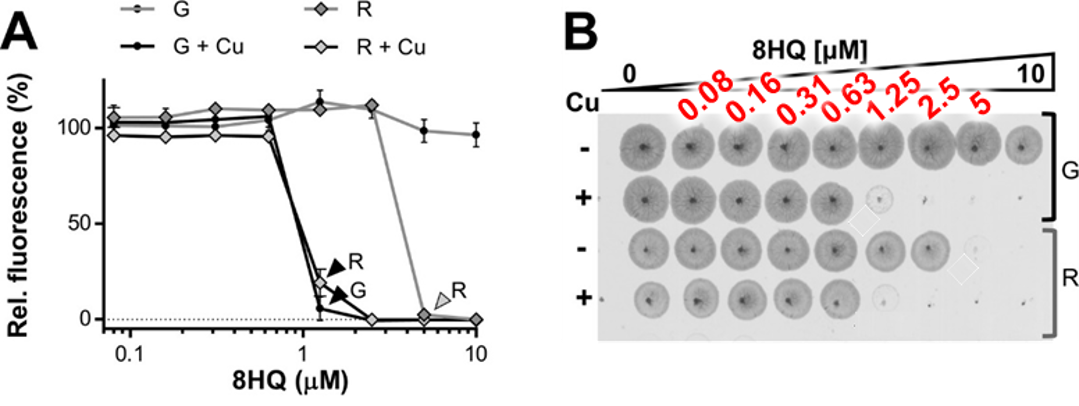 A
G
R
G + Cu
R + Cu
Rel. fluorescence (%)
100
50
0
R
G
R
0.1
1
10
8HQ (μM)
B
8HQ [μM]
0
10
Cu
0.08
0.16
0.31
0.63
1.25
2.5
5
-
+
-
+
G
R